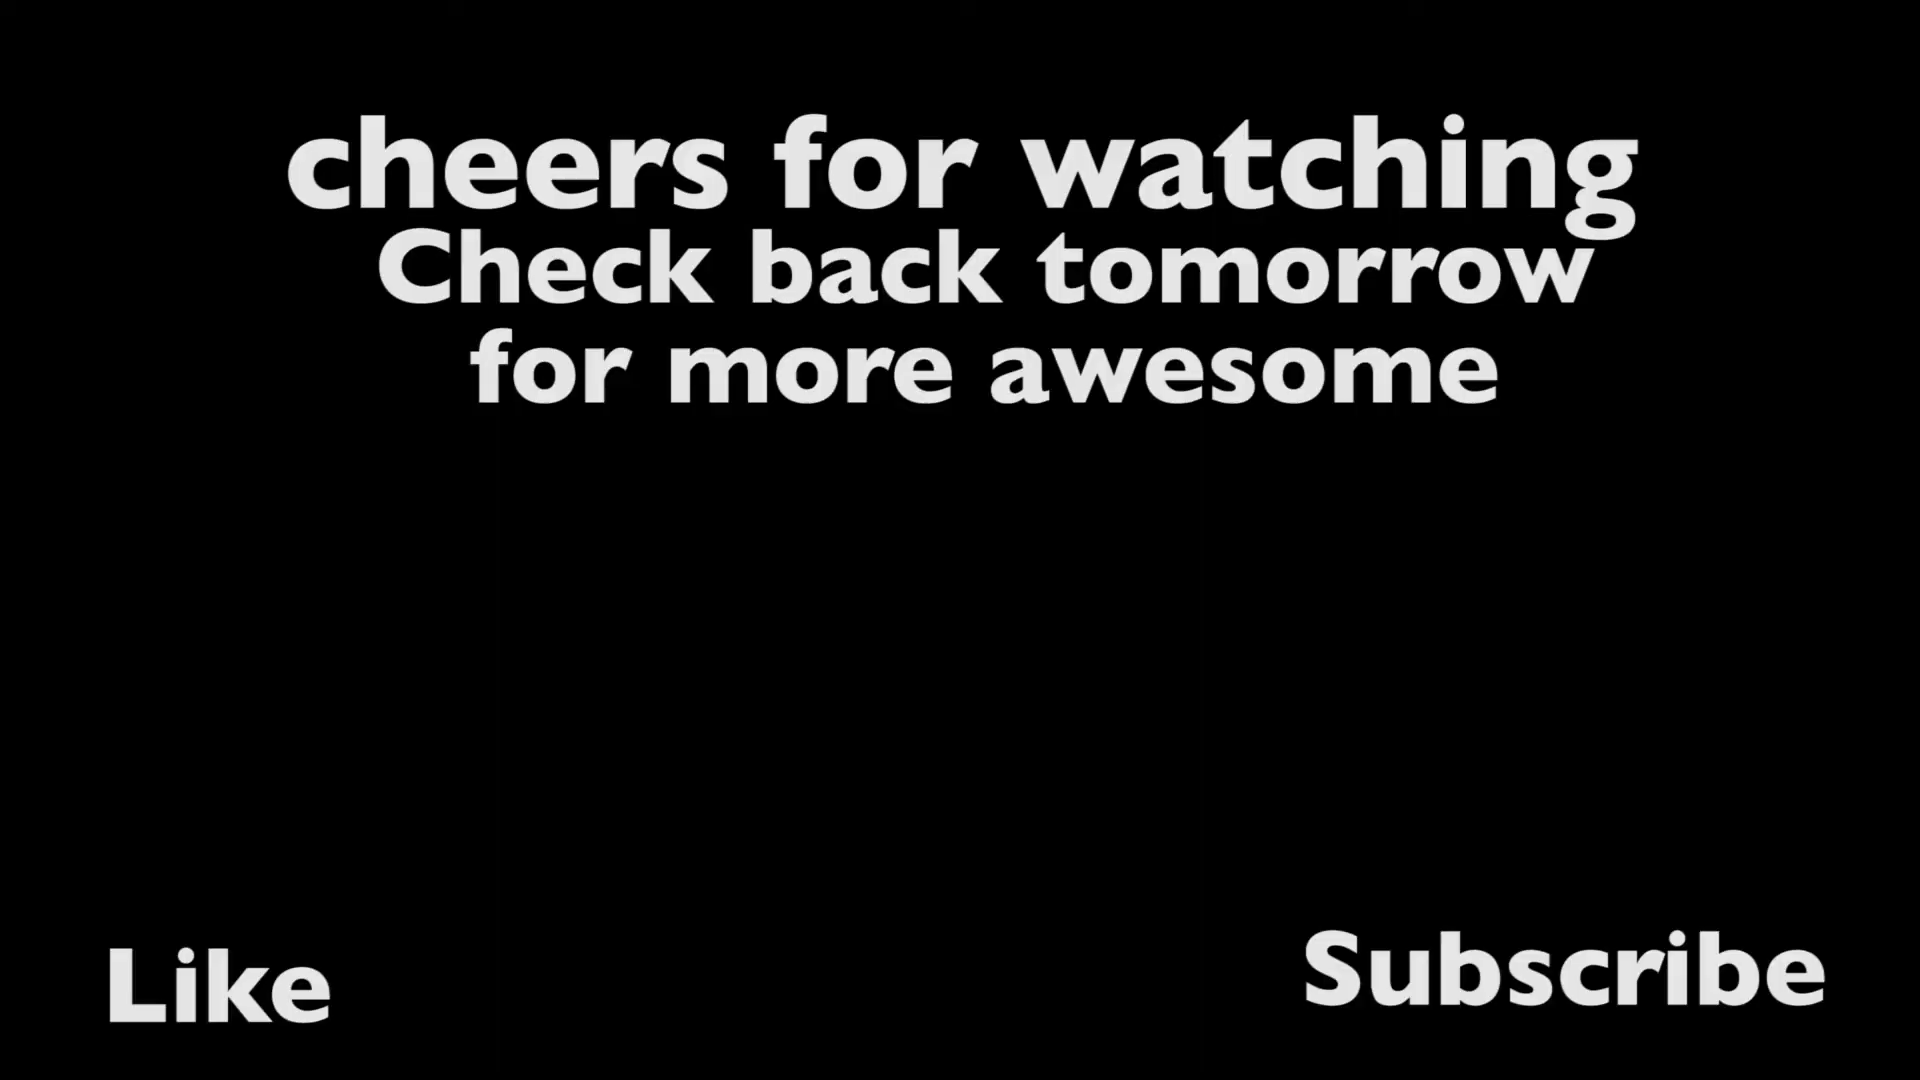 cheers for watching
Check back tomorrow
for more awesome
Like
Subscribe